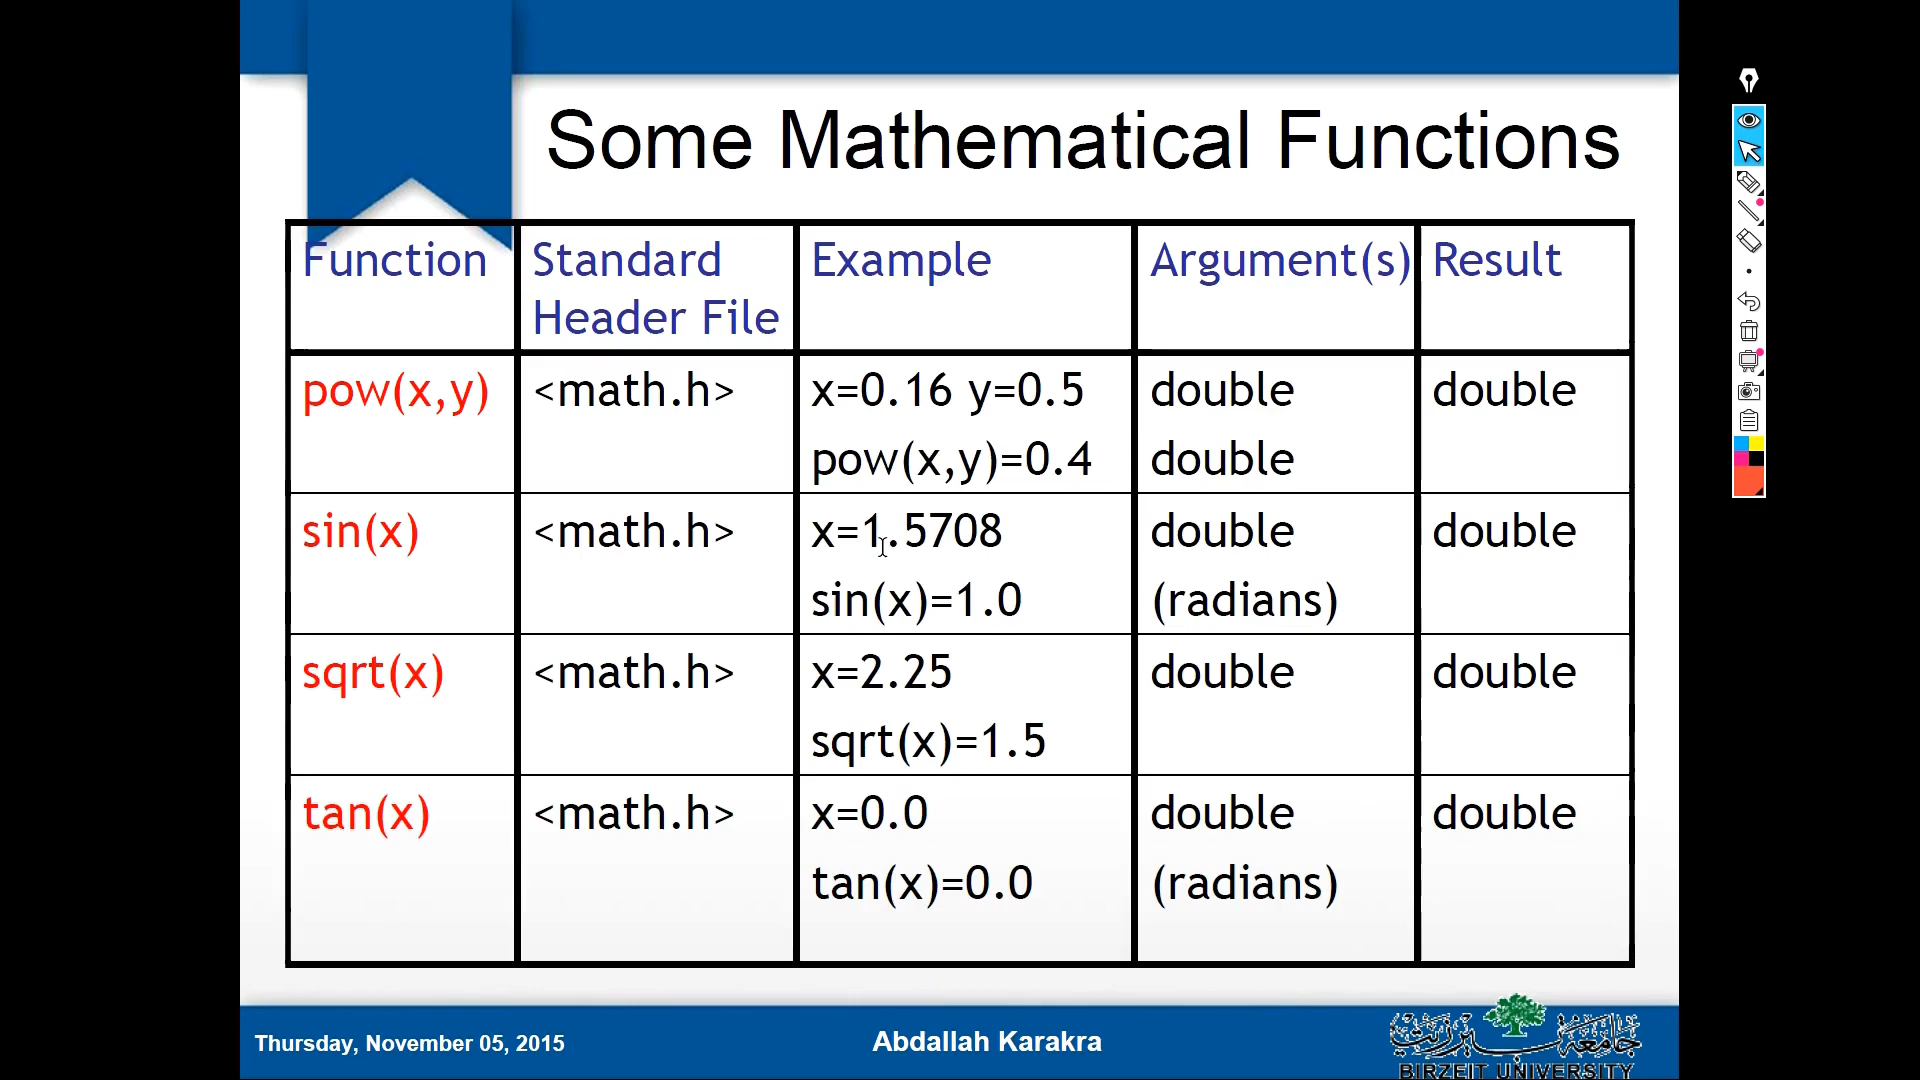 Some Mathematical Functions
Function Standard Header File Example Argument(s) Result
pow(x,y) <math.h> x=0.16 y=0.5 double double
pow(x,y)=0.4 double
sin(x) <math.h> x=1.5708 double double
sin(x)=1.0 (radians)
sqrt(x) <math.h> x=2.25 double double
sqrt(x)=1.5
tan(x) <math.h> x=0.0 double double
tan(x)=0.0 (radians)
Thursday, November 05, 2015
Abdallah Karakra
جامعة بيرزيت
BIRZEIT UNIVERSITY